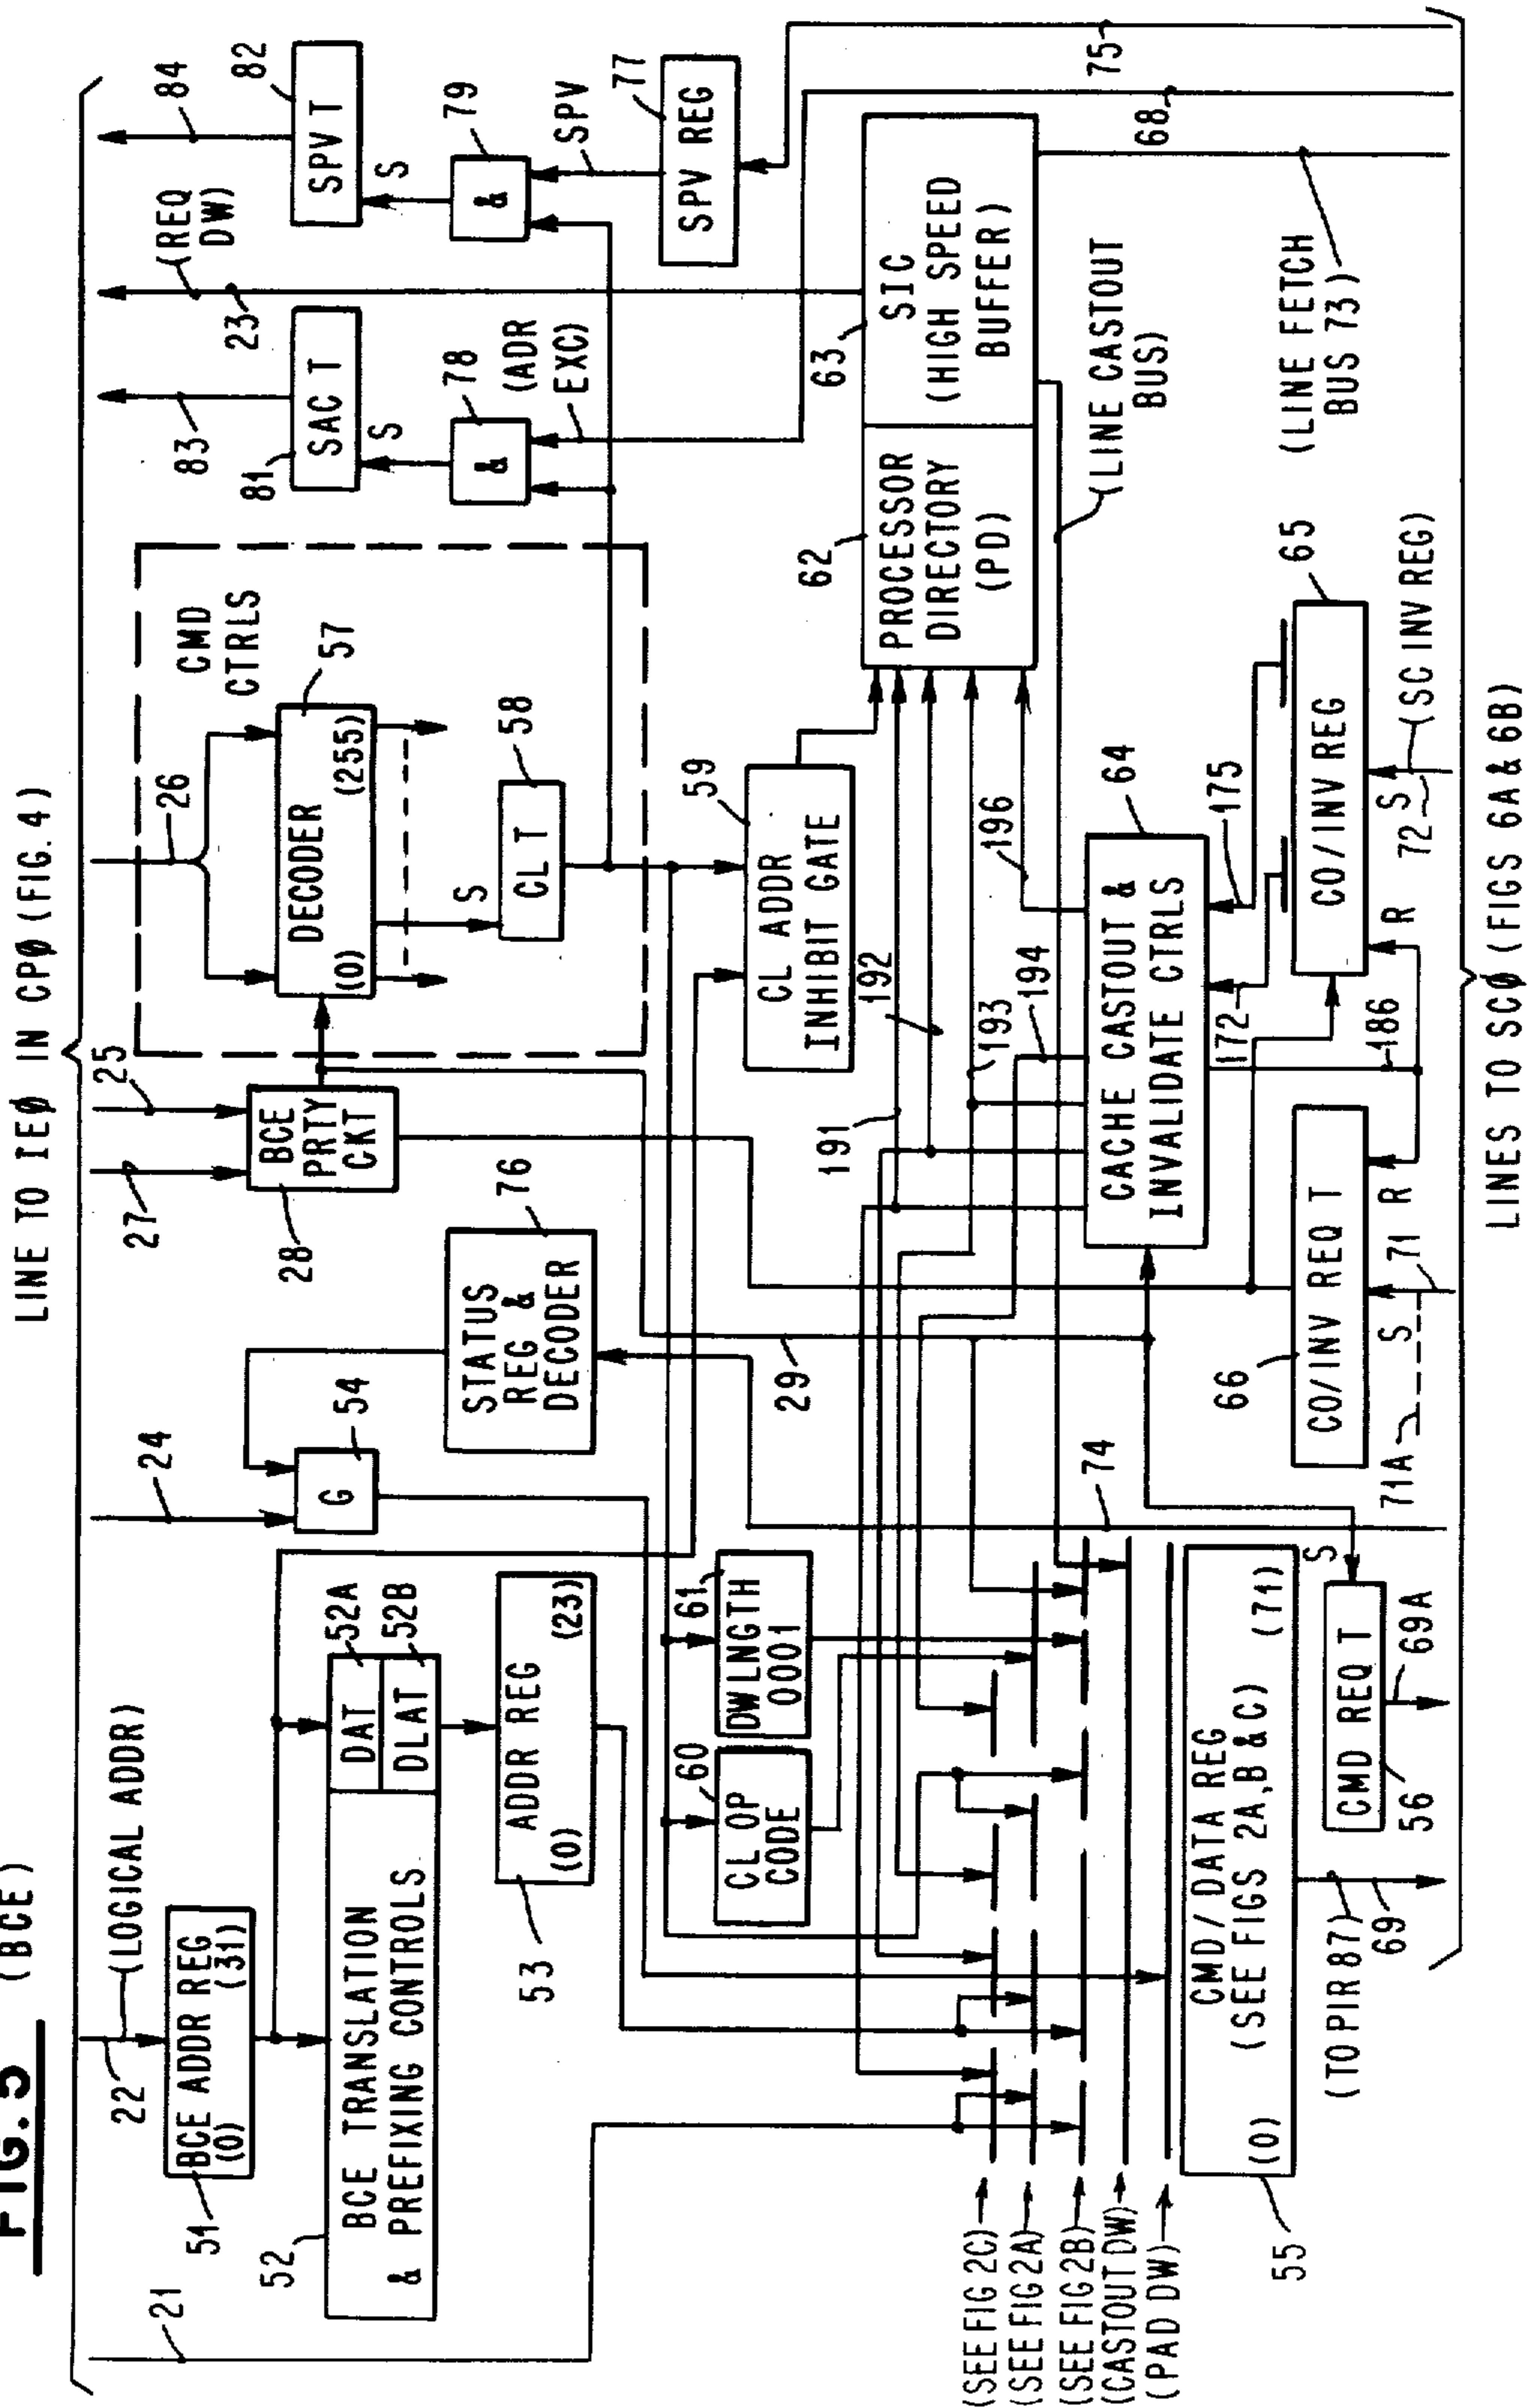 FIG. 5 (BCE)
LINE TO IEØ IN CPØ (FIG. 4)
21
22
(LOGICAL ADDR)
51
BCE ADDR REG
(0) (31)
52
BCE TRANSLATION
& PREFIXING CONTROLS
DAT
52A
DLAT
52B
53
ADDR REG
(0) (23)
24
G
54
27
25
BCE
PRTY
CKT
28
STATUS
REG &
DECODER
76
26
CMD
CTRLS
DECODER
(0) (255)
57
S
CL T
58
83
SAC T
81
S
&
78
(ADR
EXC)
23
(REQ
DW)
84
SPV T
82
S
&
79
SPV
SPV REG
77
60
CL OP
CODE
61
DW LNGTH
0001
59
CL ADDR
INHIBIT GATE
62
PROCESSOR
DIRECTORY
(PD)
63
SIC
(HIGH SPEED
BUFFER)
29
191
192
193
194
196
(LINE CASTOUT
BUS)
(LINE FETCH
BUS 73)
68
75
74
CACHE CASTOUT &
INVALIDATE CTRLS
64
172
175
186
66
CO/INV REQ T
S
R
71A
71
CO/INV REG
65
R
S
72
(SC INV REG)
(SEE FIG 2C)
(SEE FIG 2A)
(SEE FIG 2B)
(CASTOUT DW)
(PAD DW)
55
CMD/DATA REG
(SEE FIGS 2A,B & C)
(0) (71)
S
CMD REQ T
56
69A
(TO PIR 87)
69
LINES TO SCØ (FIGS 6A & 6B)